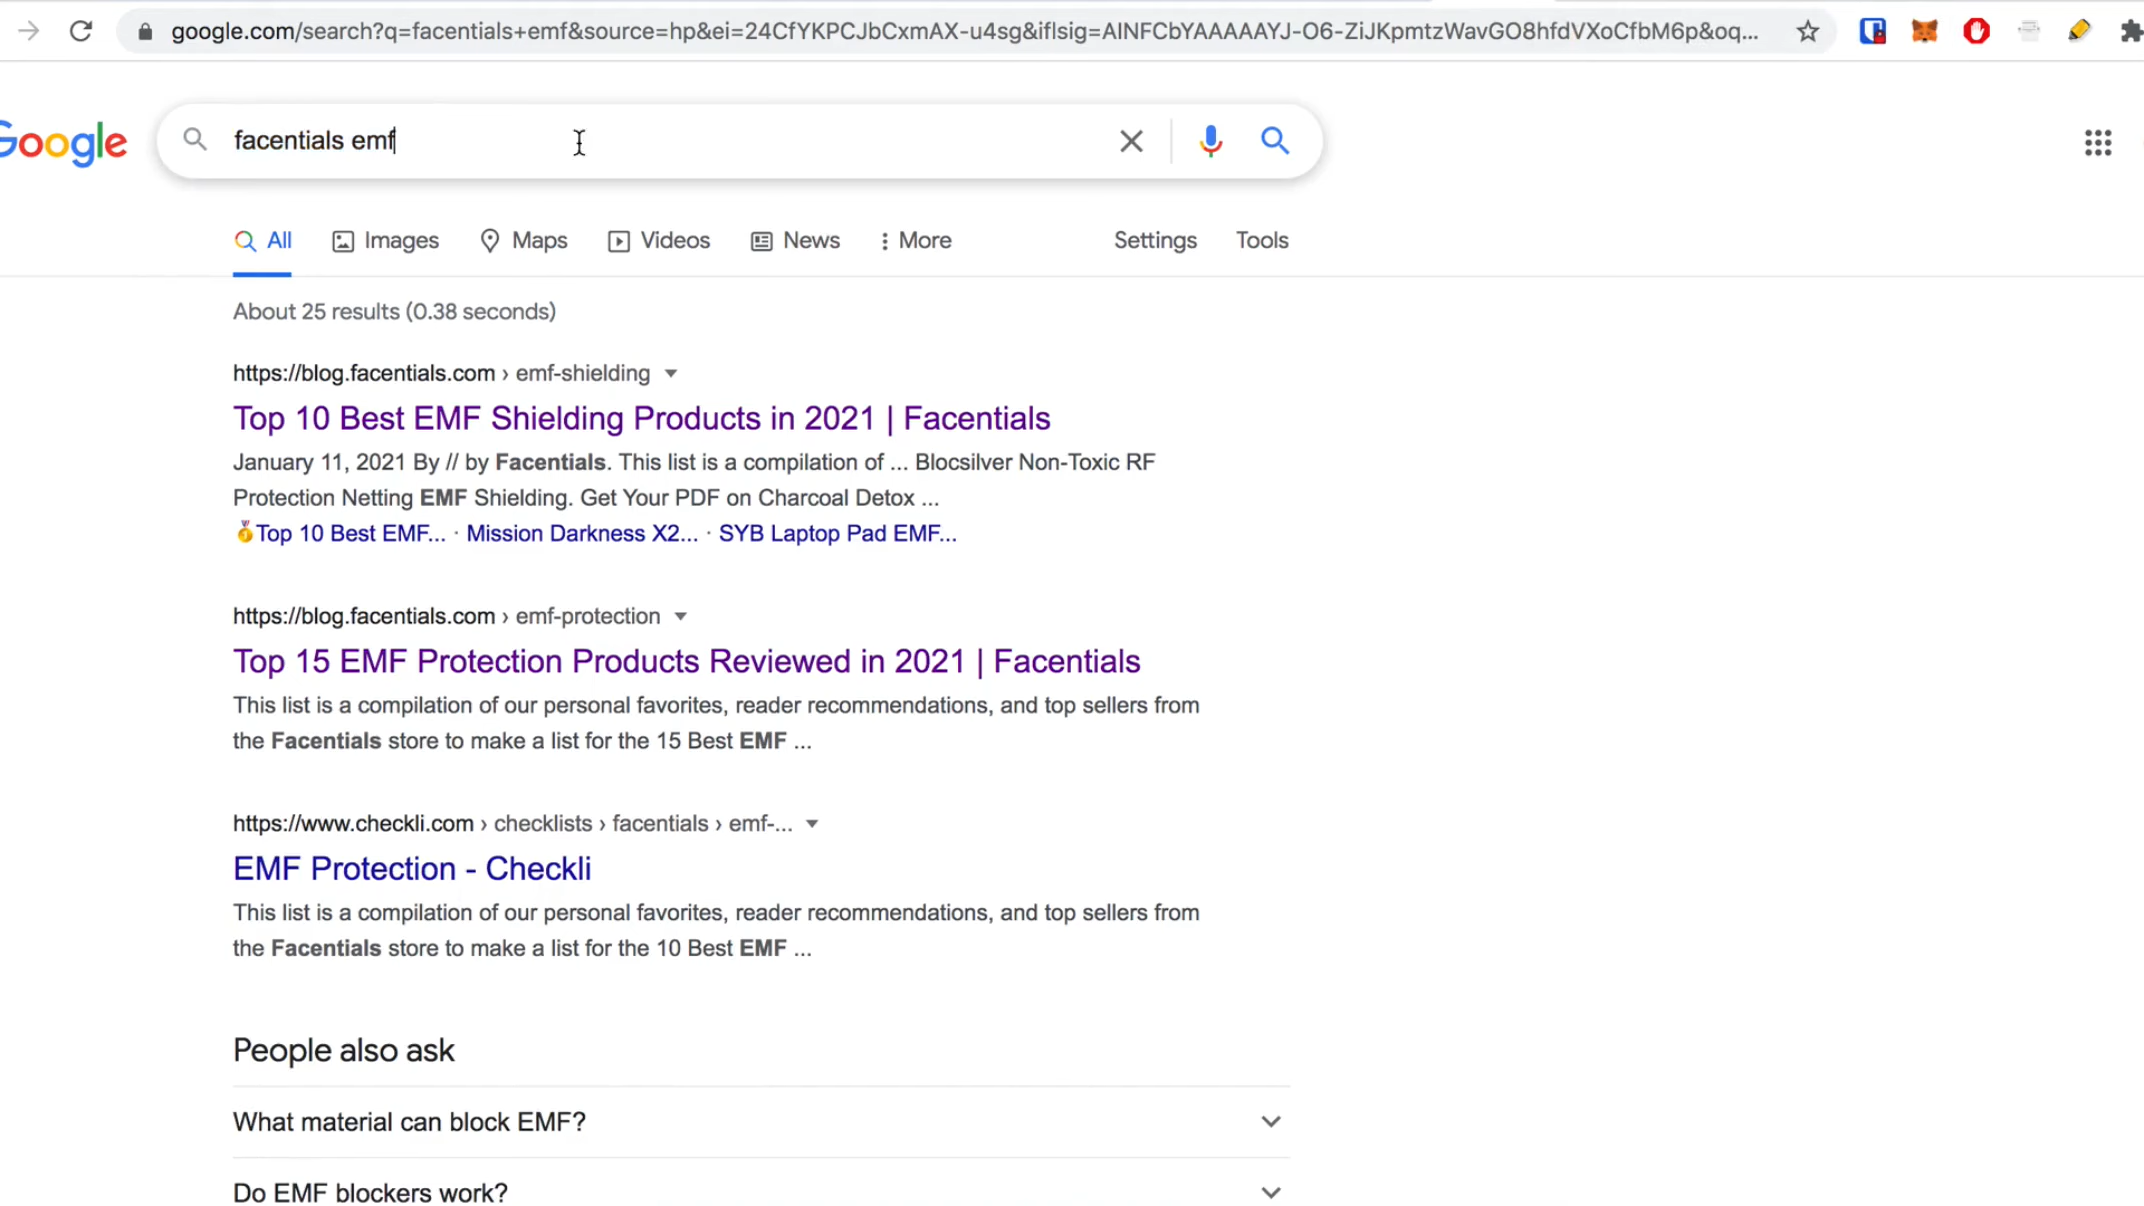 google.com/search?q=facentials+emf&source=hp&ei=24CfYKPCJbCxmAX-u4sg&iflsig=AINFCbYAAAAAYJ-O6-ZiJKpmtzWavGO8hfdVXoCfbM6p&oq...
Google
facentials emf
All Images Maps Videos News More Settings Tools
About 25 results (0.38 seconds)
https://blog.facentials.com › emf-shielding
Top 10 Best EMF Shielding Products in 2021 | Facentials
January 11, 2021 By // by Facentials. This list is a compilation of ... Blocsilver Non-Toxic RF
Protection Netting EMF Shielding. Get Your PDF on Charcoal Detox ...
Top 10 Best EMF... · Mission Darkness X2... · SYB Laptop Pad EMF...
https://blog.facentials.com › emf-protection
Top 15 EMF Protection Products Reviewed in 2021 | Facentials
This list is a compilation of our personal favorites, reader recommendations, and top sellers from
the Facentials store to make a list for the 15 Best EMF ...
https://www.checkli.com › checklists › facentials › emf-...
EMF Protection - Checkli
This list is a compilation of our personal favorites, reader recommendations, and top sellers from
the Facentials store to make a list for the 10 Best EMF ...
People also ask
What material can block EMF?
Do EMF blockers work?